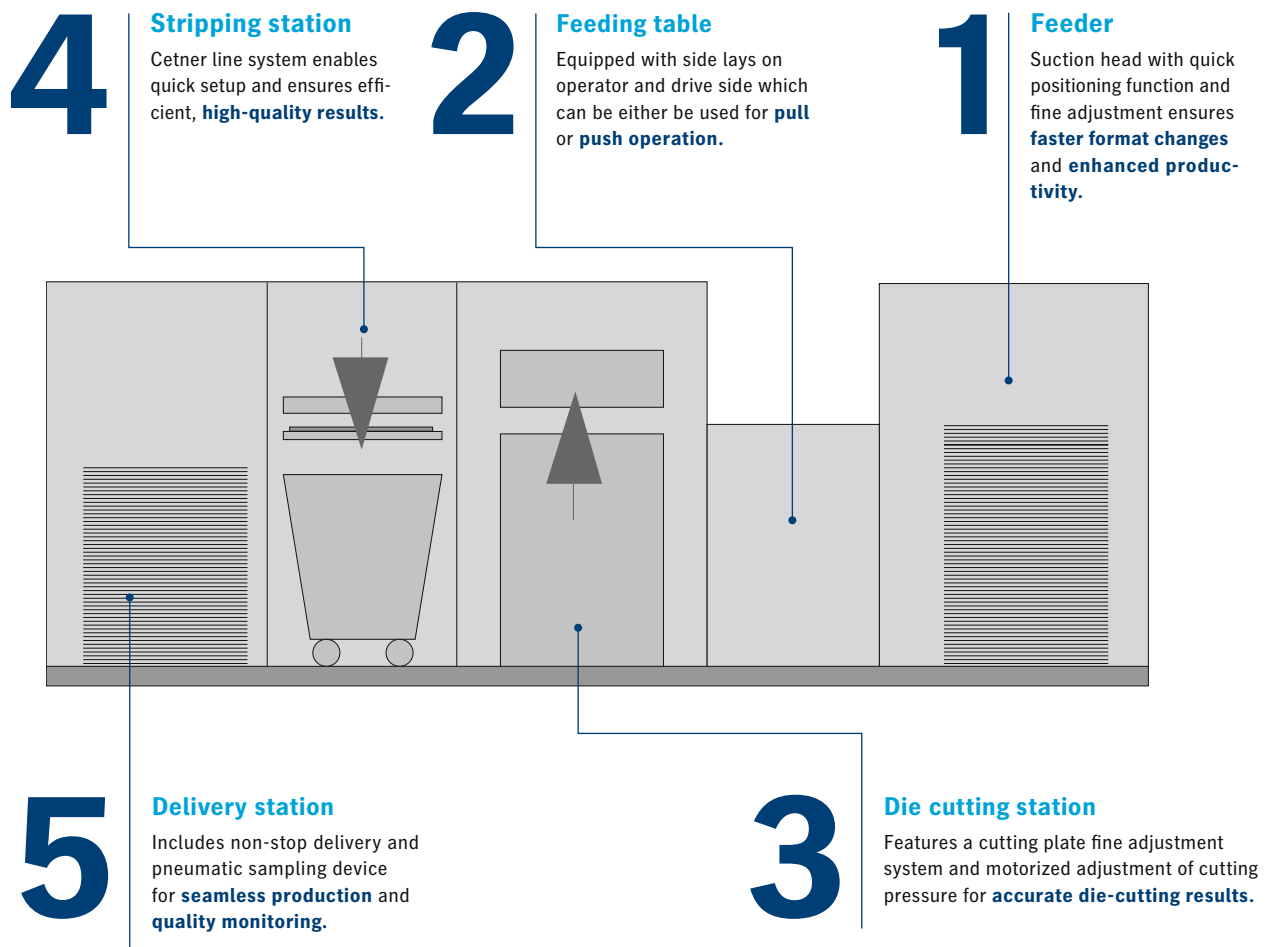 4
Stripping station
Cetner line system enables
quick setup and ensures effi-
cient, high-quality results.
2
Feeding table
Equipped with side lays on
operator and drive side which
can be either be used for pull
or push operation.
1
Feeder
Suction head with quick
positioning function and
fine adjustment ensures
faster format changes
and enhanced produc-
tivity.
5
Delivery station
Includes non-stop delivery and
pneumatic sampling device
for seamless production and
quality monitoring.
3
Die cutting station
Features a cutting plate fine adjustment
system and motorized adjustment of cutting
pressure for accurate die-cutting results.